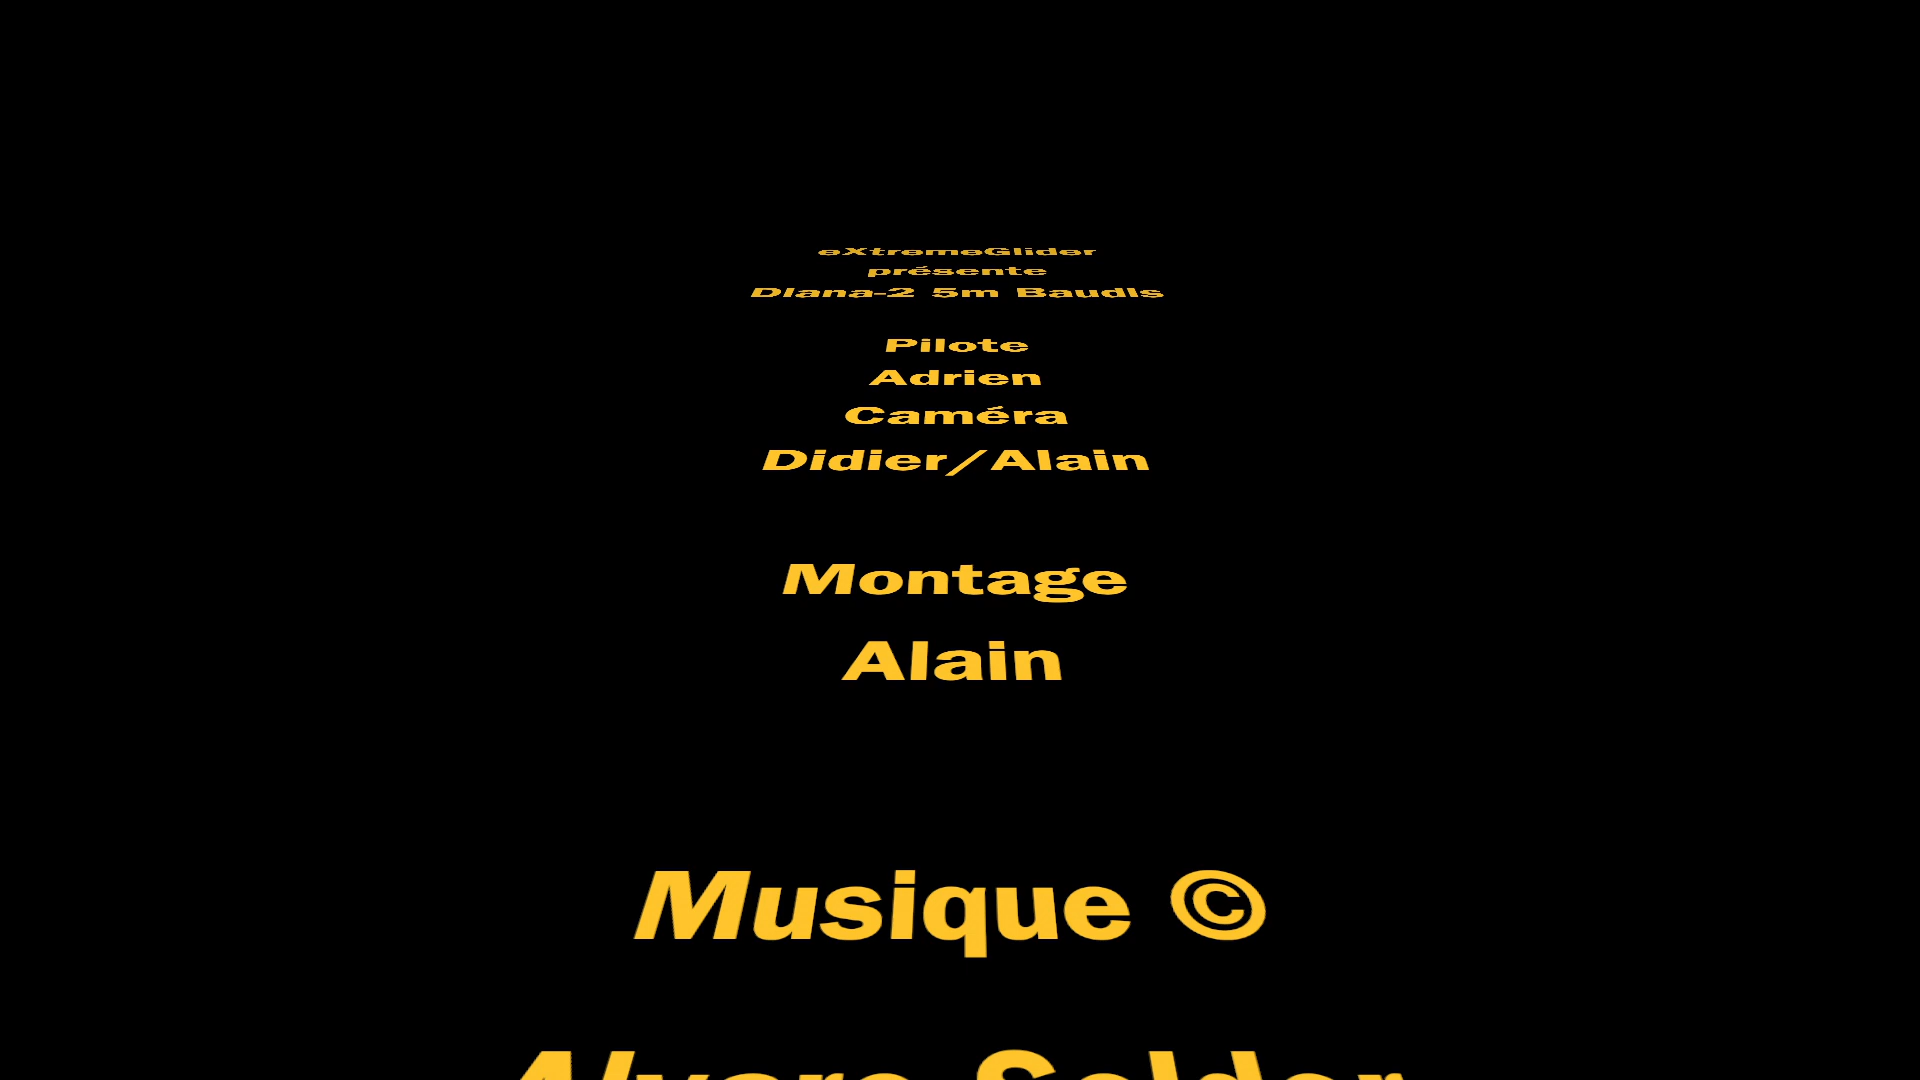 eXtremeGlider
présente
Diana-2 5m Baudis
Pilote
Adrien
Caméra
Didier/Alain
Montage
Alain
Musique ©